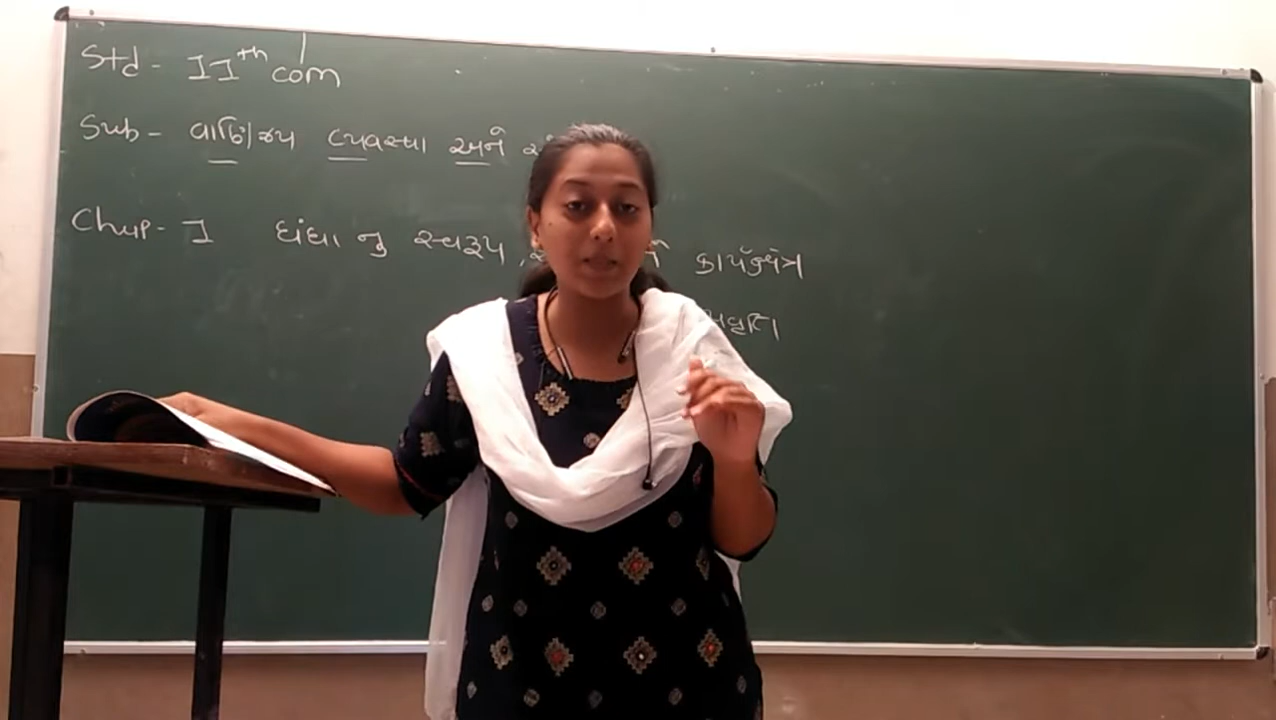 Std - 11th com
Sub - વાણિજ્ય વ્યવસ્થા અને
Chap - 1 ધંધા નુ સ્વરૂપ, કાર્યક્ષેત્ર